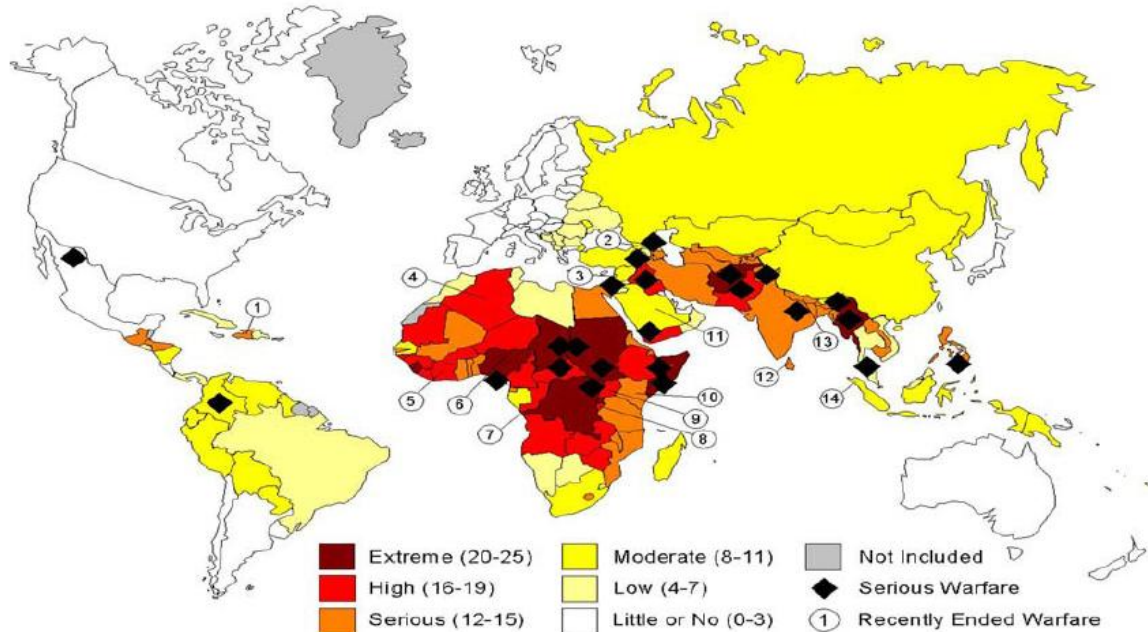 2
3
4
1
11
13
12
14
5
6
10
9
7
8
Extreme (20-25)
Moderate (8-11)
Not Included
High (16-19)
Low (4-7)
Serious Warfare
Serious (12-15)
Little or No (0-3)
1 Recently Ended Warfare